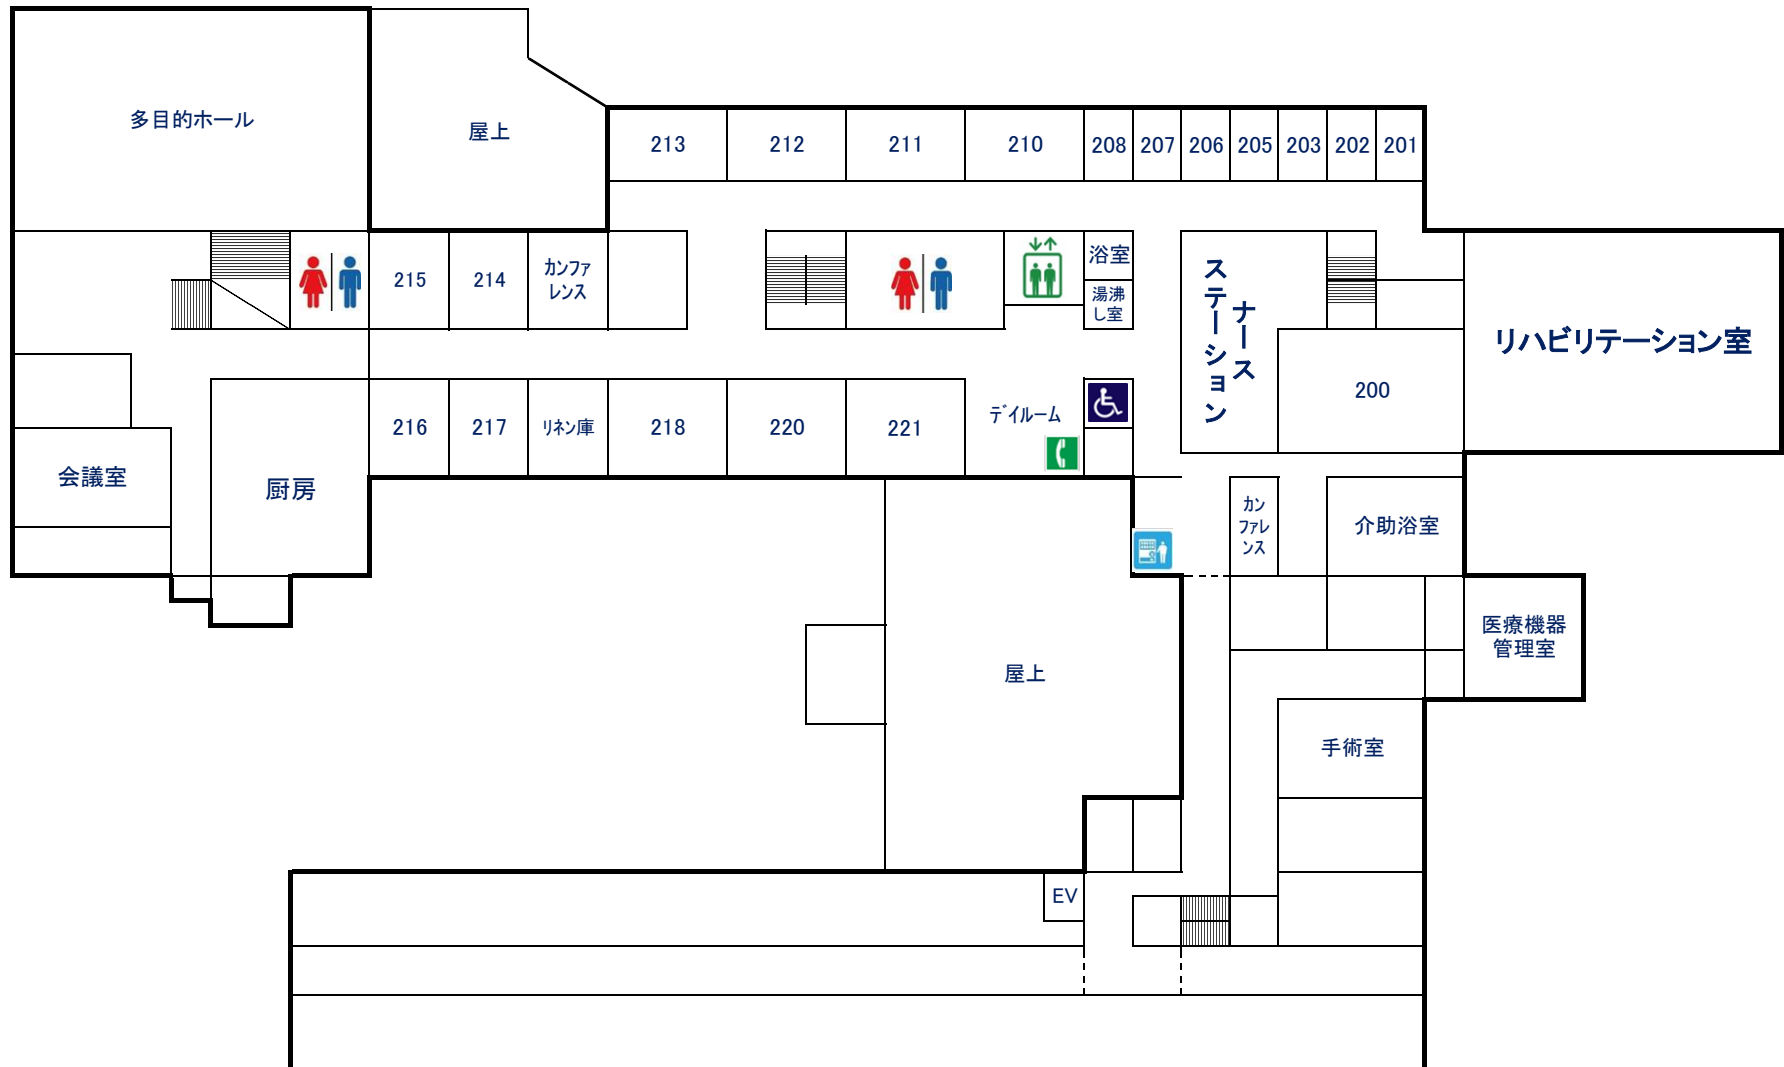 多目的ホール
屋上
213
212
211
210
208
207
206
205
203
202
201
215
214
カンファ
レンス
浴室
湯沸
し室
ナース
ステーション
リハビリテーション室
200
216
217
リネン庫
218
220
221
デイルーム
会議室
厨房
カン
ファレ
ンス
介助浴室
医療機器
管理室
屋上
手術室
EV